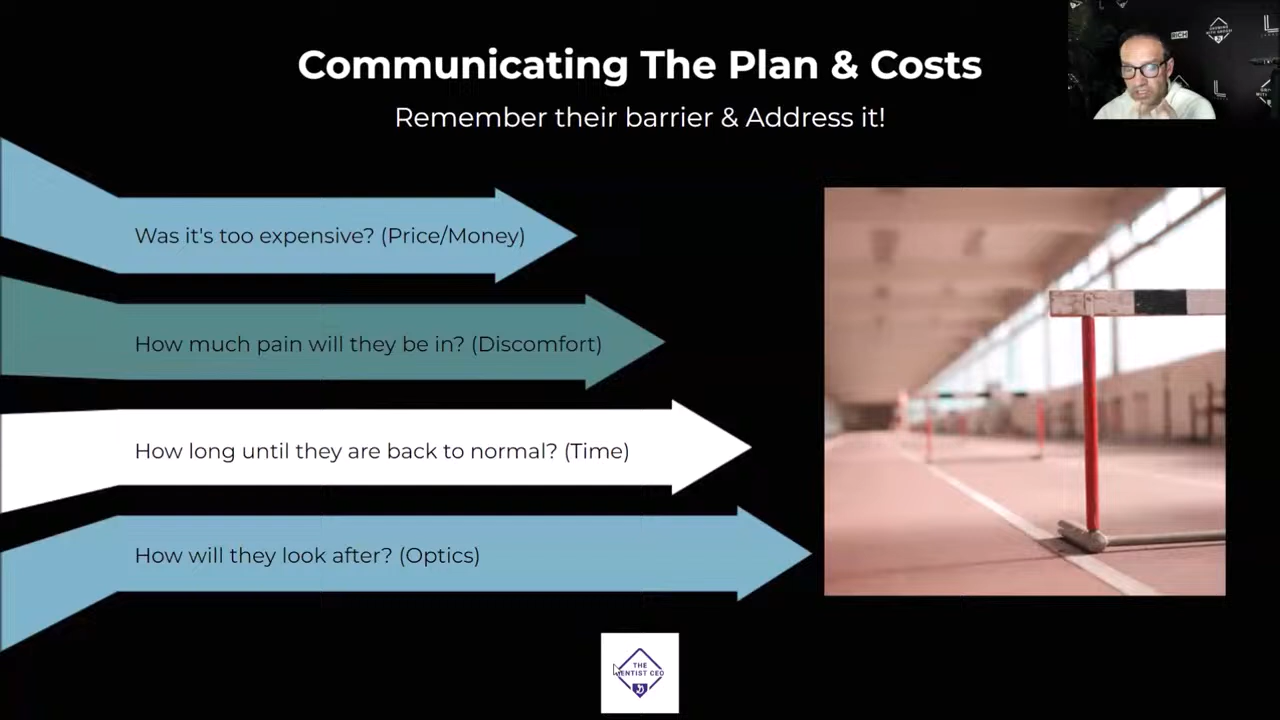 Communicating The Plan & Costs
Remember their barrier & Address it!
RICH
Was it's too expensive? (Price/Money)
How much pain will they be in? (Discomfort)
How long until they are back to normal? (Time)
How will they look after? (Optics)
THE
ENTIST CEO